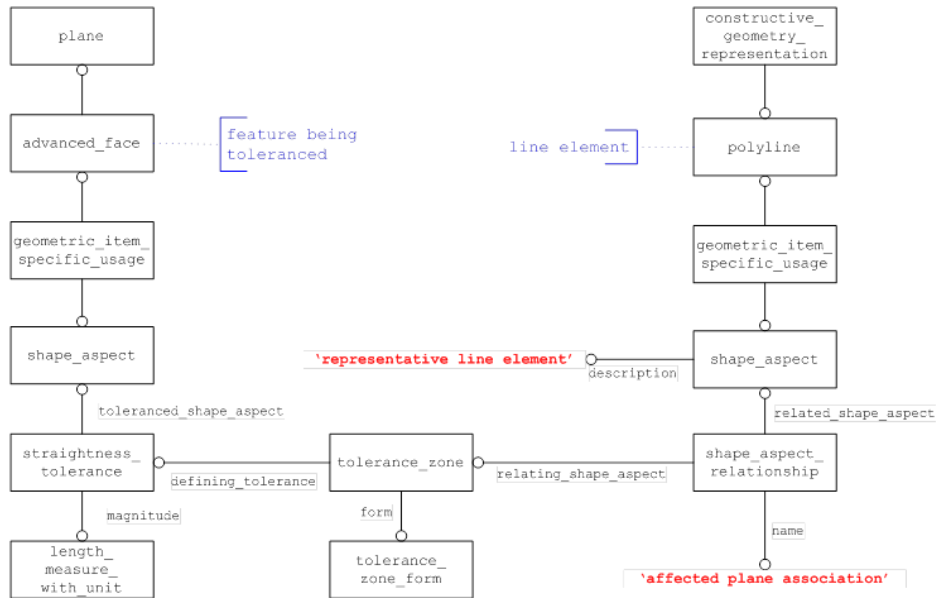 plane
constructive_
geometry_
representation
advanced_face
feature being
toleranced
line element
polyline
geometric_item_
specific_usage
geometric_item_
specific_usage
shape_aspect
‘representative line element’
description
shape_aspect
toleranced_shape_aspect
related_shape_aspect
straightness_
tolerance
defining_tolerance
tolerance_zone
relating_shape_aspect
shape_aspect_
relationship
magnitude
form
name
length_
measure_
with_unit
tolerance_
zone_form
‘affected plane association’